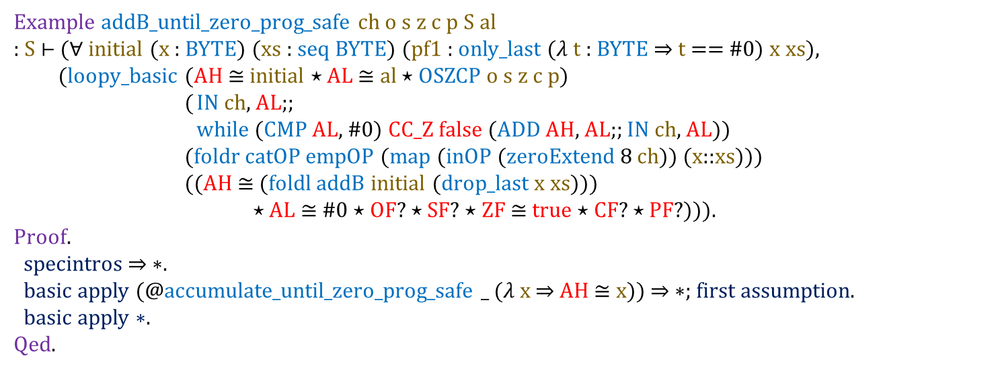 Example addB_until_zero_prog_safe ch o s z c p S al
: S ⊢ (∀ initial (x : BYTE) (xs : seq BYTE) (pf1 : only_last (λ t : BYTE ⇒ t == #0) x xs),
(loopy_basic (AH ≅ initial ⋆ AL ≅ al ⋆ OSZCP o s z c p)
(IN ch, AL;;
while (CMP AL, #0) CC_Z false (ADD AH, AL;; IN ch, AL))
(foldr catOP empOP (map (inOP (zeroExtend 8 ch)) (x::xs)))
((AH ≅ (foldl addB initial (drop_last x xs)))
⋆ AL ≅ #0 ⋆ OF? ⋆ SF? ⋆ ZF ≅ true ⋆ CF? ⋆ PF?))).
Proof.
specintros ⇒ *.
basic apply (@accumulate_until_zero_prog_safe _ (λ x ⇒ AH ≅ x)) ⇒ *; first assumption.
basic apply *.
Qed.